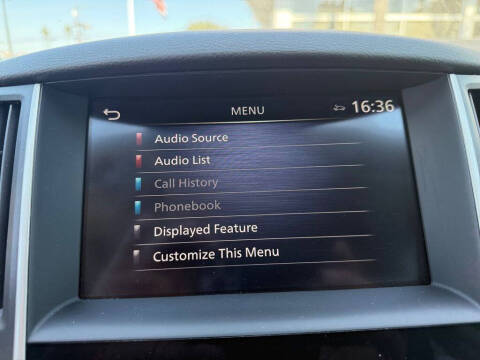 MENU
16:36
Audio Source
Audio List
Call History
Phonebook
Displayed Feature
Customize This Menu